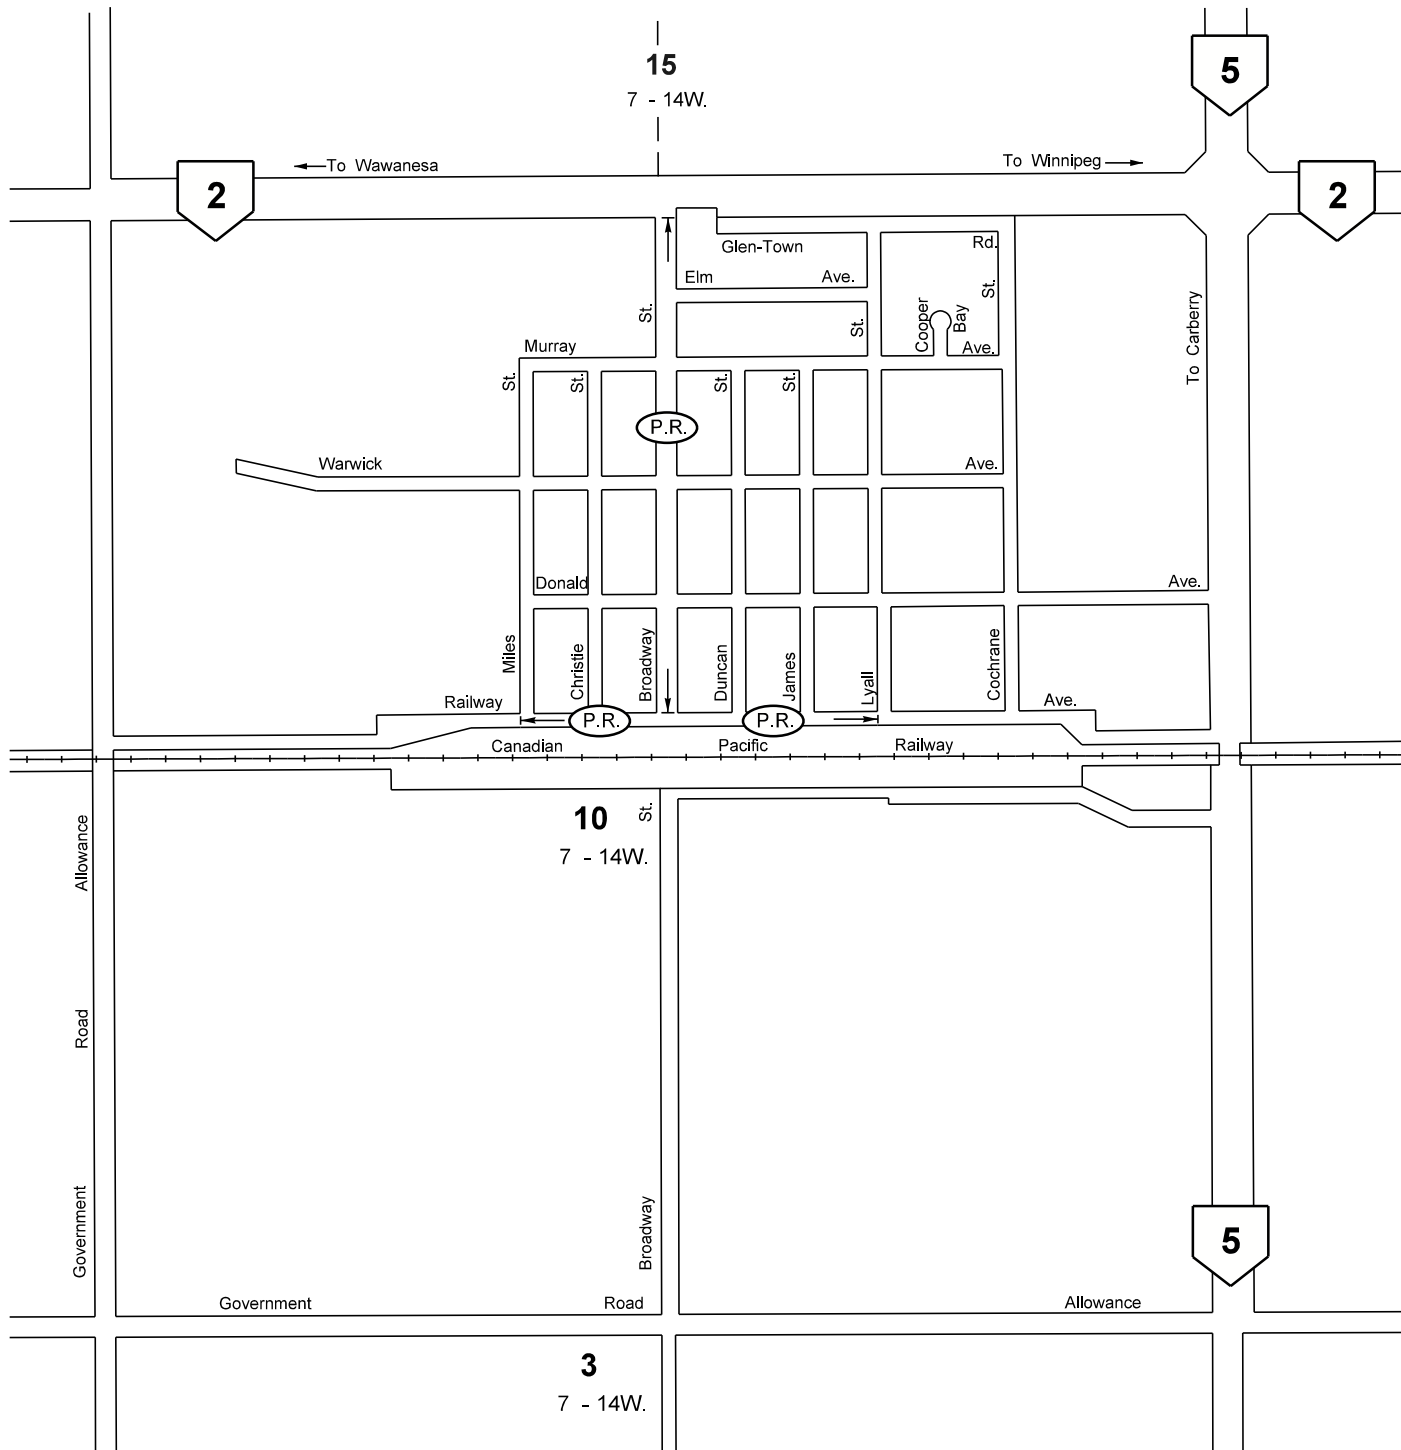 15
7 - 14W.
5
To Wawanesa
To Winnipeg
2
2
Glen-Town Rd.
Elm Ave.
St.
St.
St.
Cooper Bay
To Carberry
Murray Ave.
St.
St.
St.
St.
P.R.
Warwick Ave.
Donald Ave.
Miles
Christie
Broadway
Duncan
James
Lyall
Cochrane
Railway Ave.
P.R.
P.R.
Canadian Pacific Railway
10
7 - 14W.
St.
Allowance
Road
Government
Broadway
5
Government Road Allowance
3
7 - 14W.